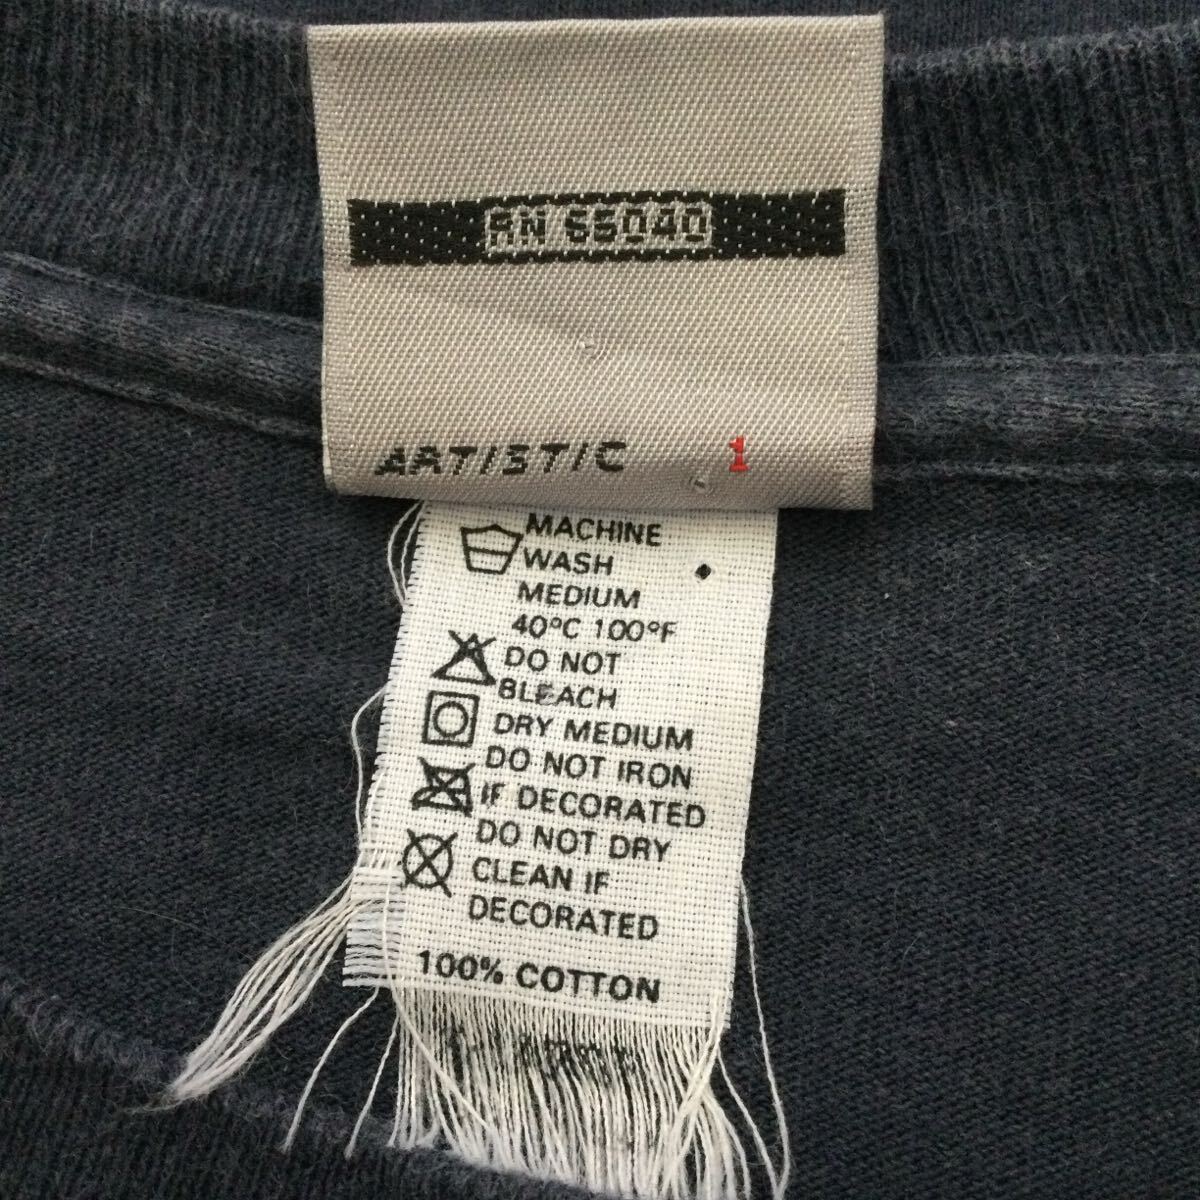 RN 55040
ARTISTIC 1
MACHINE
WASH
MEDIUM
40°C 100°F
DO NOT
BLEACH
DRY MEDIUM
DO NOT IRON
IF DECORATED
DO NOT DRY
CLEAN IF
DECORATED
100% COTTON